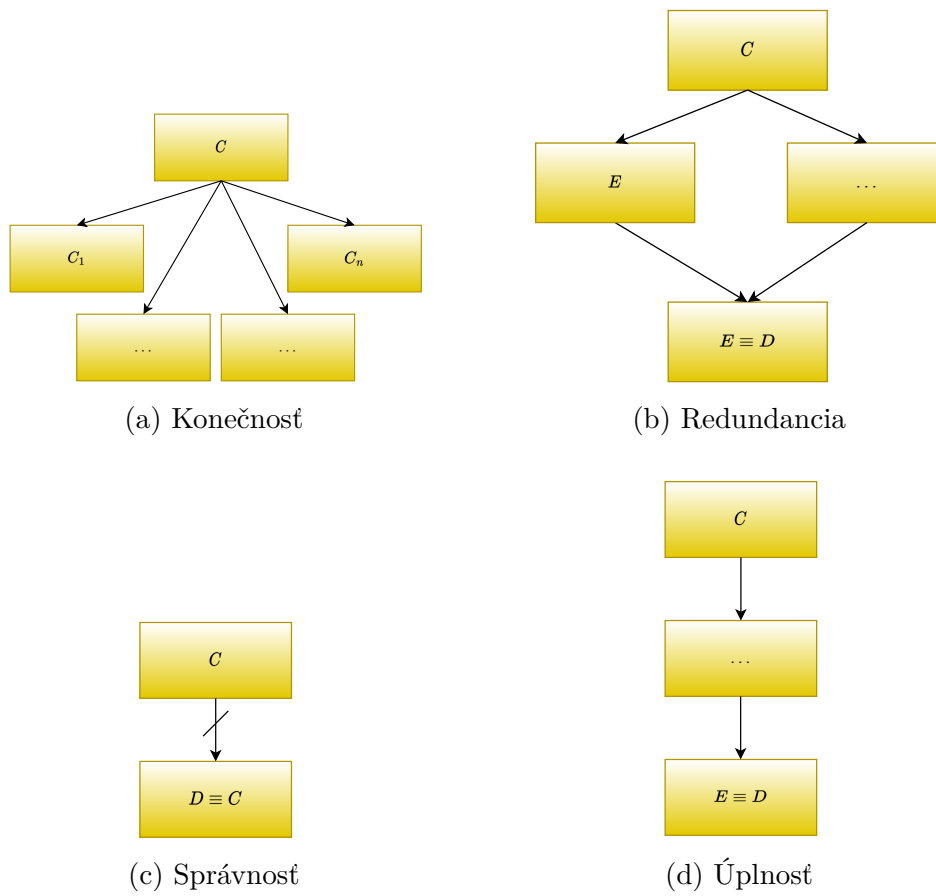 C
C₁
Cₙ
...
...
(a) Konečnosť
C
E
...
E ≡ D
(b) Redundancia
C
D ≡ C
(c) Správnosť
C
...
E ≡ D
(d) Úplnosť